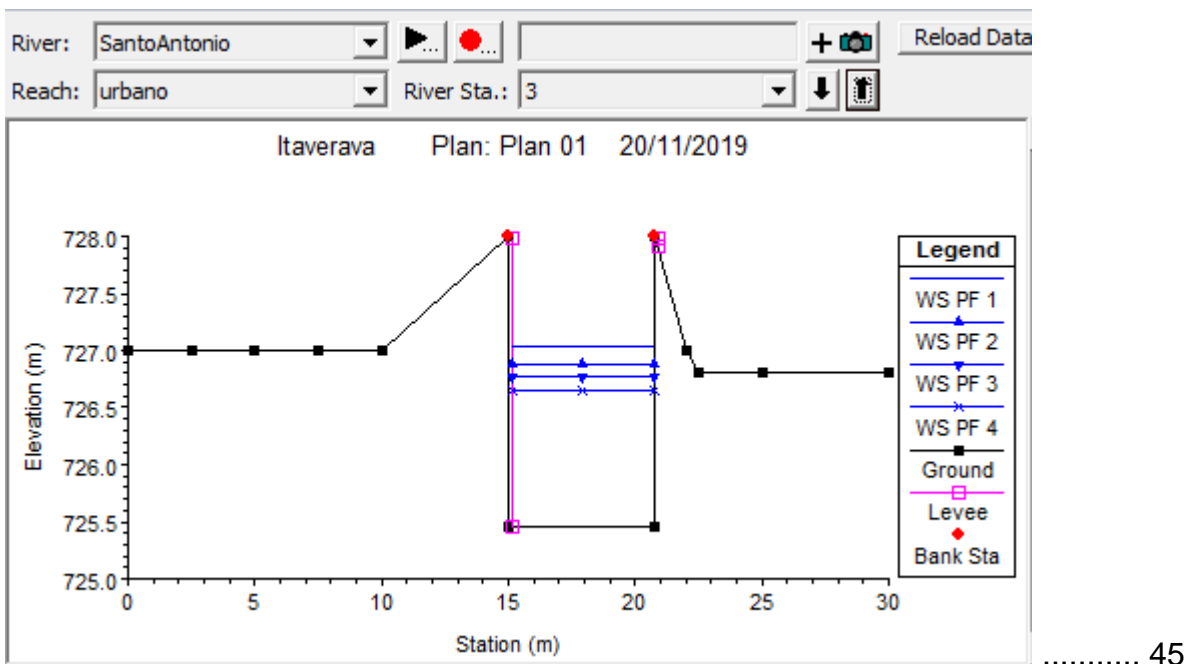 River: SantoAntonio ... ... + Reload Data
Reach: urbano River Sta.: 3
Itaverava Plan: Plan 01 20/11/2019
728.0
727.5
727.0
726.5
726.0
725.5
725.0
Elevation (m)
0 5 10 15 20 25 30
Station (m)
Legend
WS PF 1
WS PF 2
WS PF 3
WS PF 4
Ground
Levee
Bank Sta
........... 45